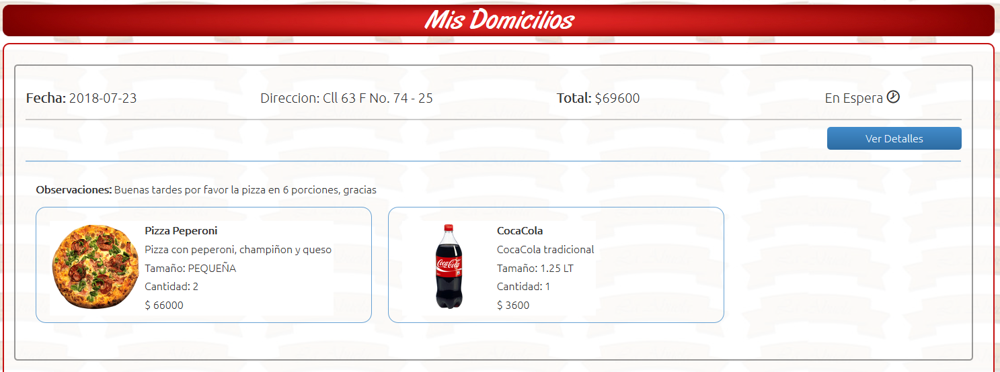 Mis Domicilios
Fecha: 2018-07-23 Direccion: Cll 63 F No. 74 - 25 Total: $69600 En Espera
Ver Detalles
Observaciones: Buenas tardes por favor la pizza en 6 porciones, gracias
Pizza Peperoni
Pizza con peperoni, champiñon y queso
Tamaño: PEQUEÑA
Cantidad: 2
$ 66000
Coca-Cola
CocaCola
CocaCola tradicional
Tamaño: 1.25 LT
Cantidad: 1
$ 3600